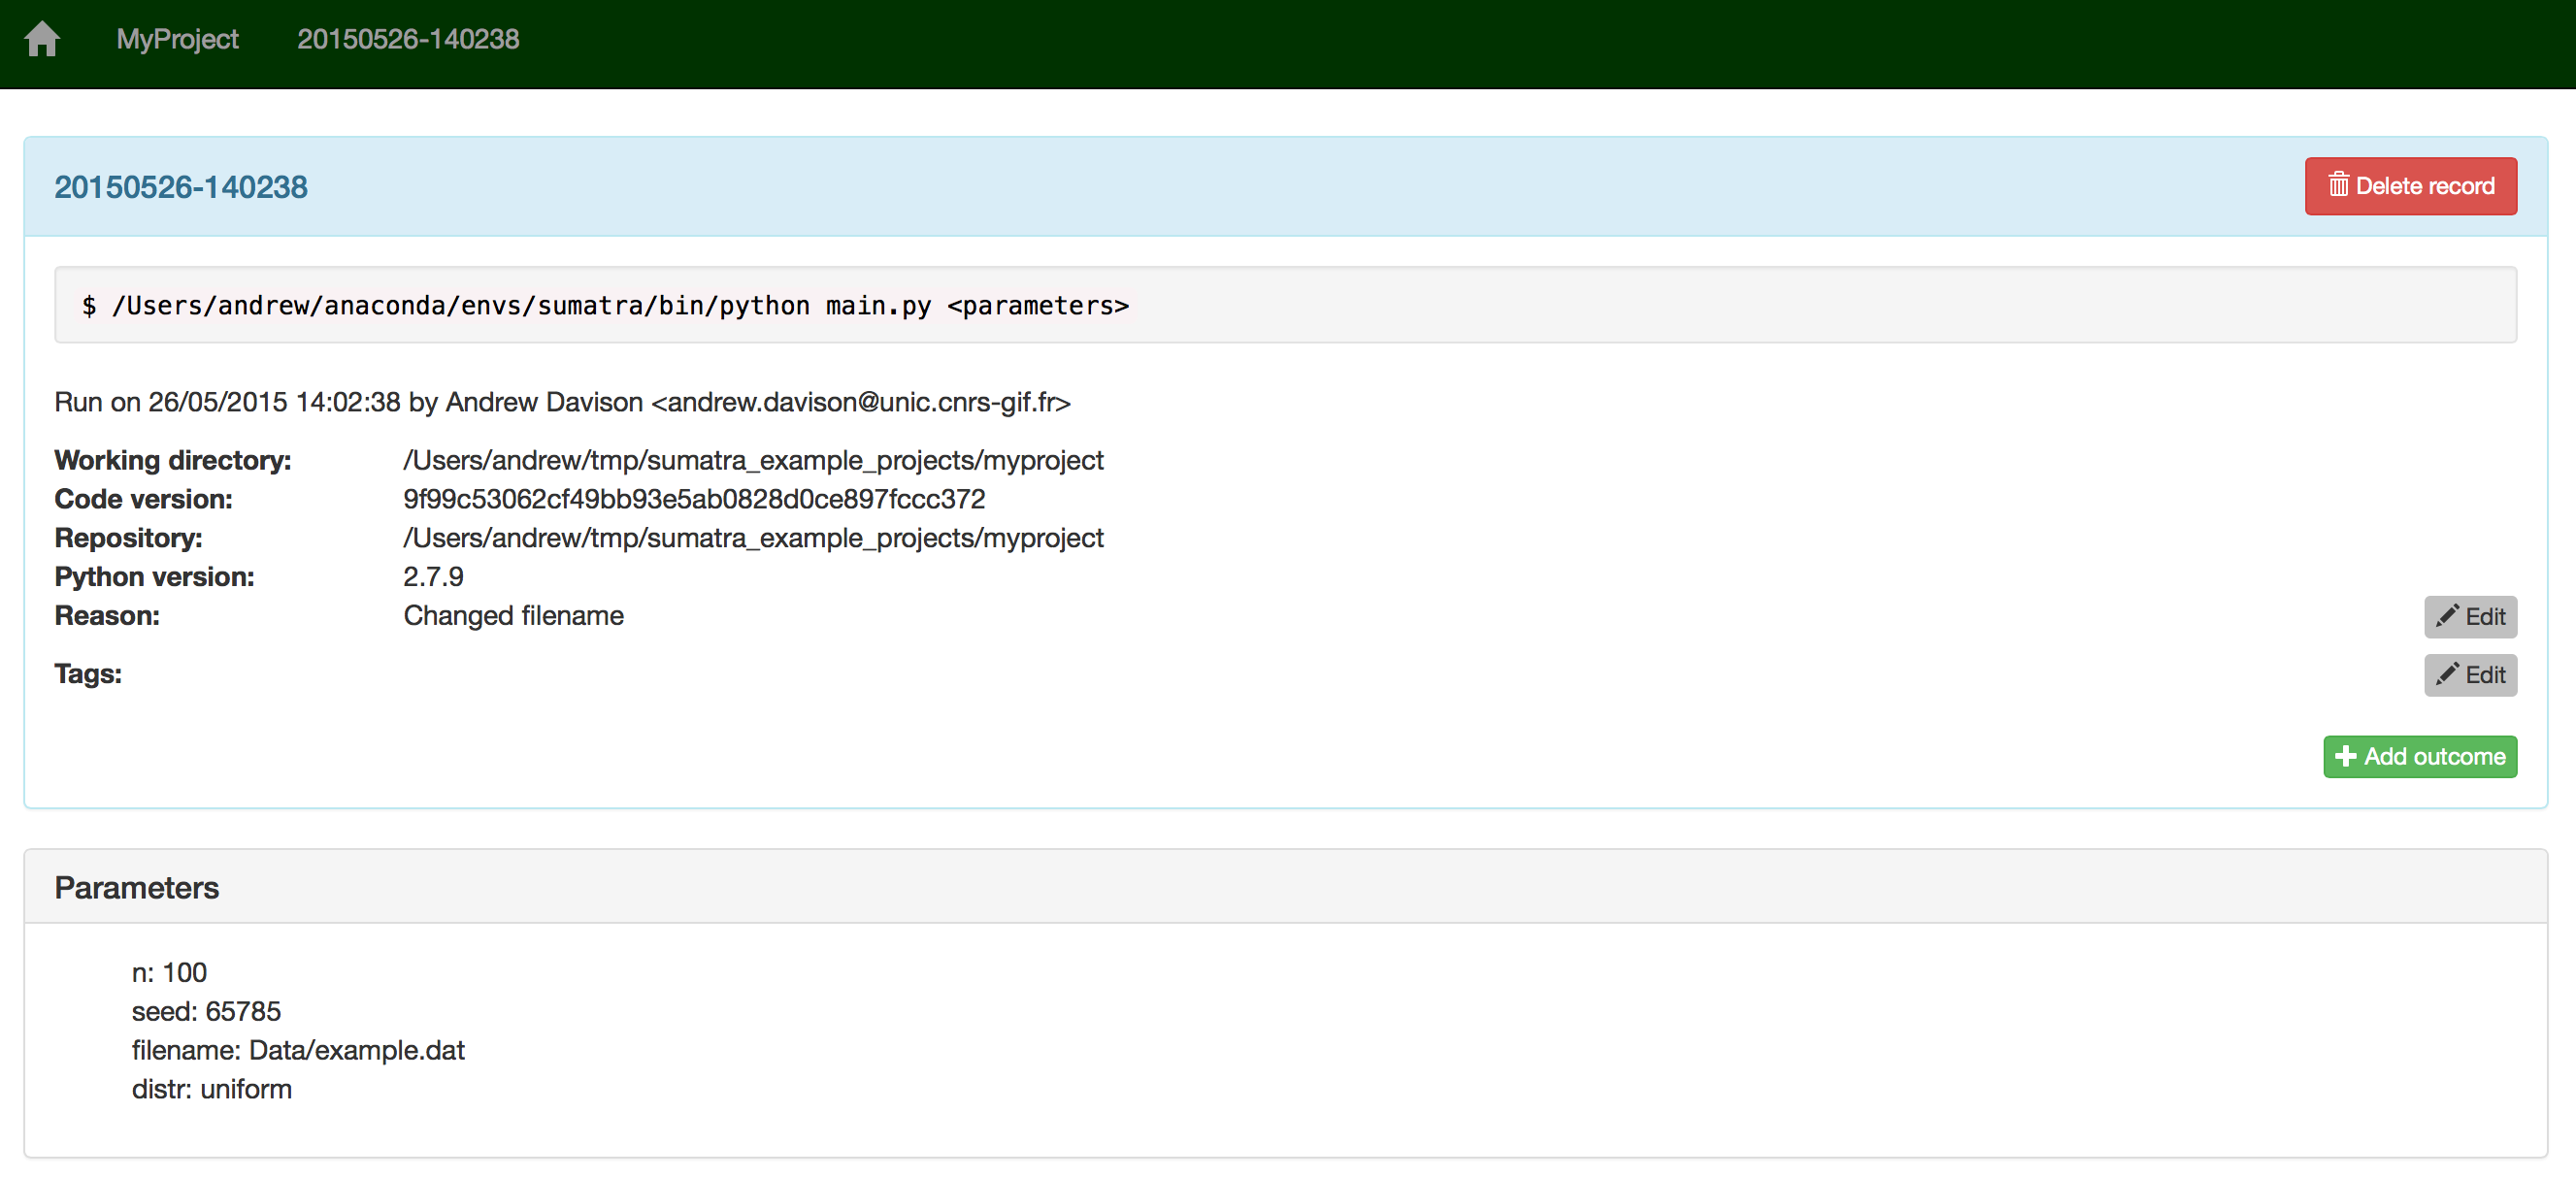 MyProject 20150526-140238
20150526-140238 Delete record
$ /Users/andrew/anaconda/envs/sumatra/bin/python main.py <parameters>
Run on 26/05/2015 14:02:38 by Andrew Davison <andrew.davison@unic.cnrs-gif.fr>
Working directory: /Users/andrew/tmp/sumatra_example_projects/myproject
Code version: 9f99c53062cf49bb93e5ab0828d0ce897fccc372
Repository: /Users/andrew/tmp/sumatra_example_projects/myproject
Python version: 2.7.9
Reason: Changed filename Edit
Tags: Edit
Add outcome
Parameters
n: 100
seed: 65785
filename: Data/example.dat
distr: uniform